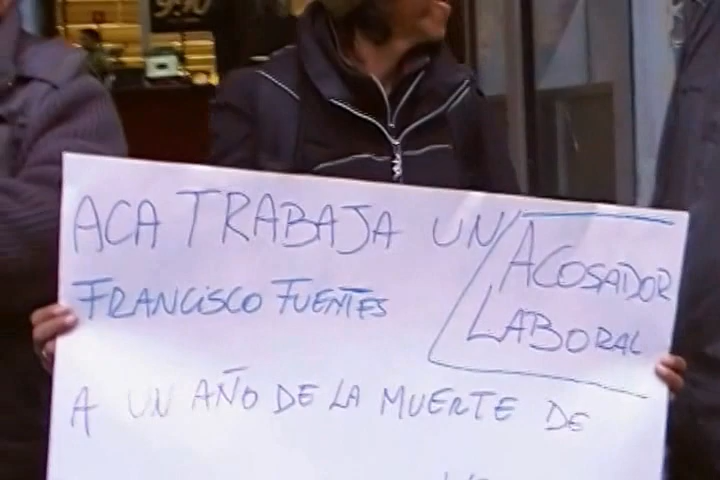 ACA TRABAJA UN ACOSADOR
LABORAL
FRANCISCO FUENTES
A UN AÑO DE LA MUERTE DE